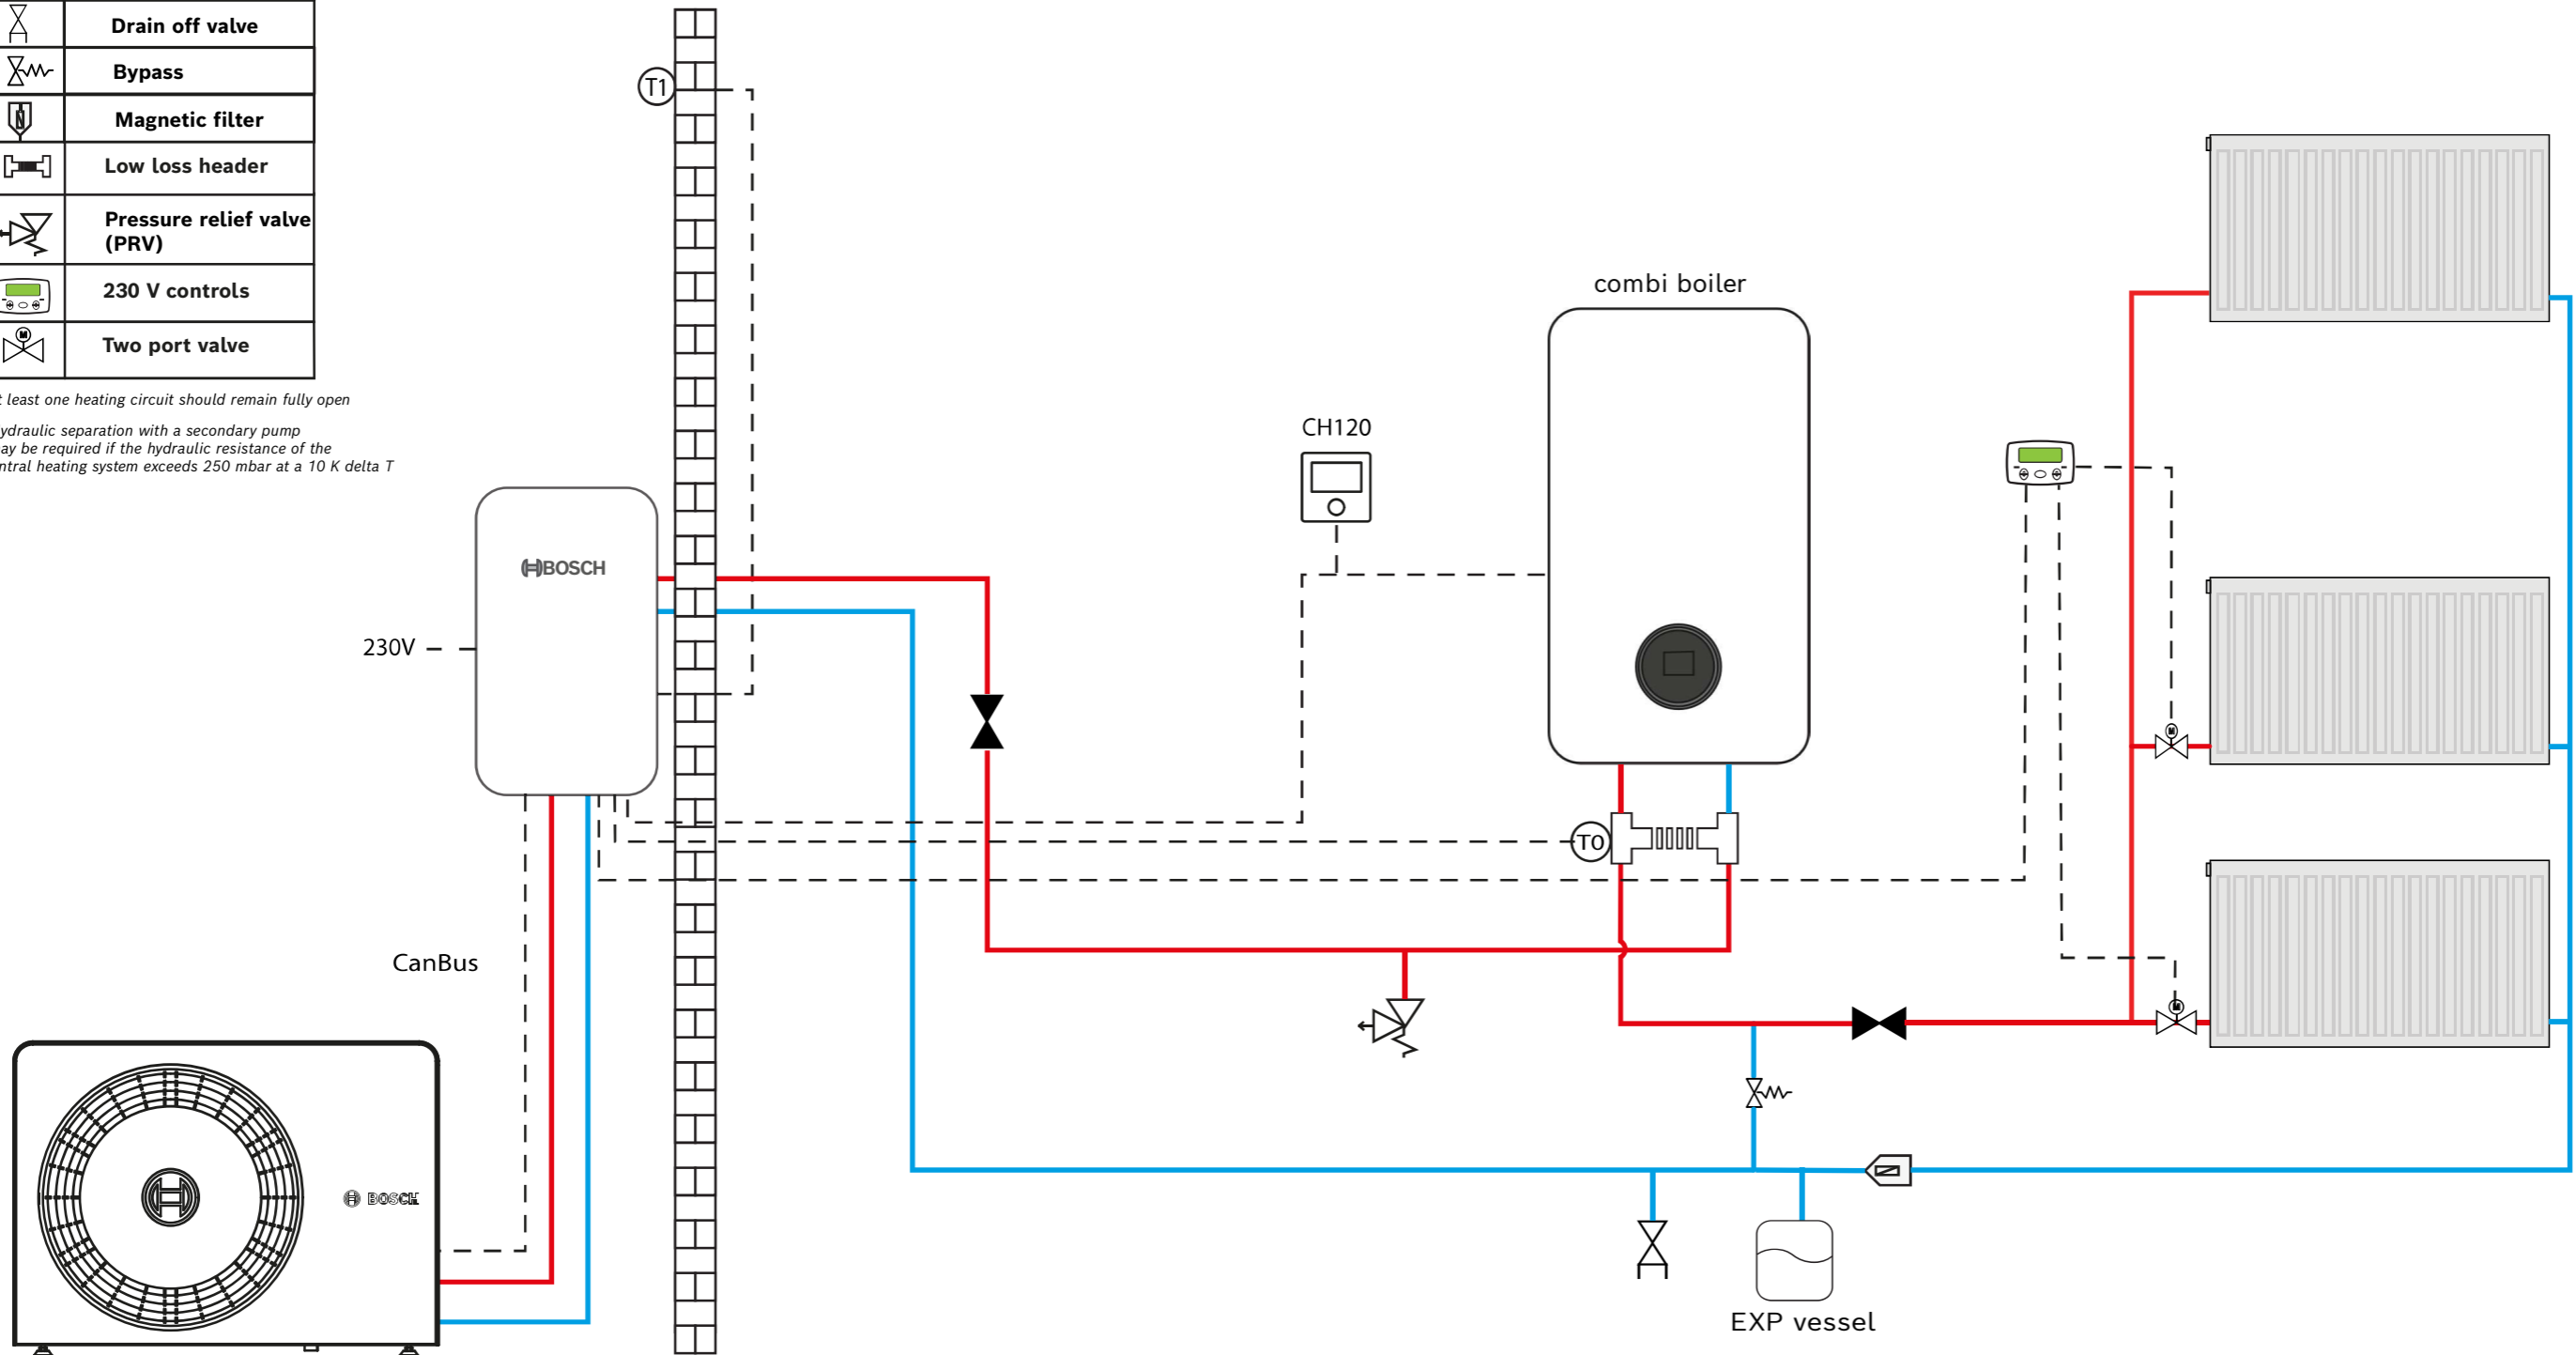 Drain off valve
Bypass
Magnetic filter
Low loss header
Pressure relief valve
(PRV)
230 V controls
Two port valve
least one heating circuit should remain fully open
ydraulic separation with a secondary pump
ay be required if the hydraulic resistance of the
ntral heating system exceeds 250 mbar at a 10 K delta T
T1
combi boiler
CH120
BOSCH
230V
T0
CanBus
M
M
M
BOSCH
EXP vessel